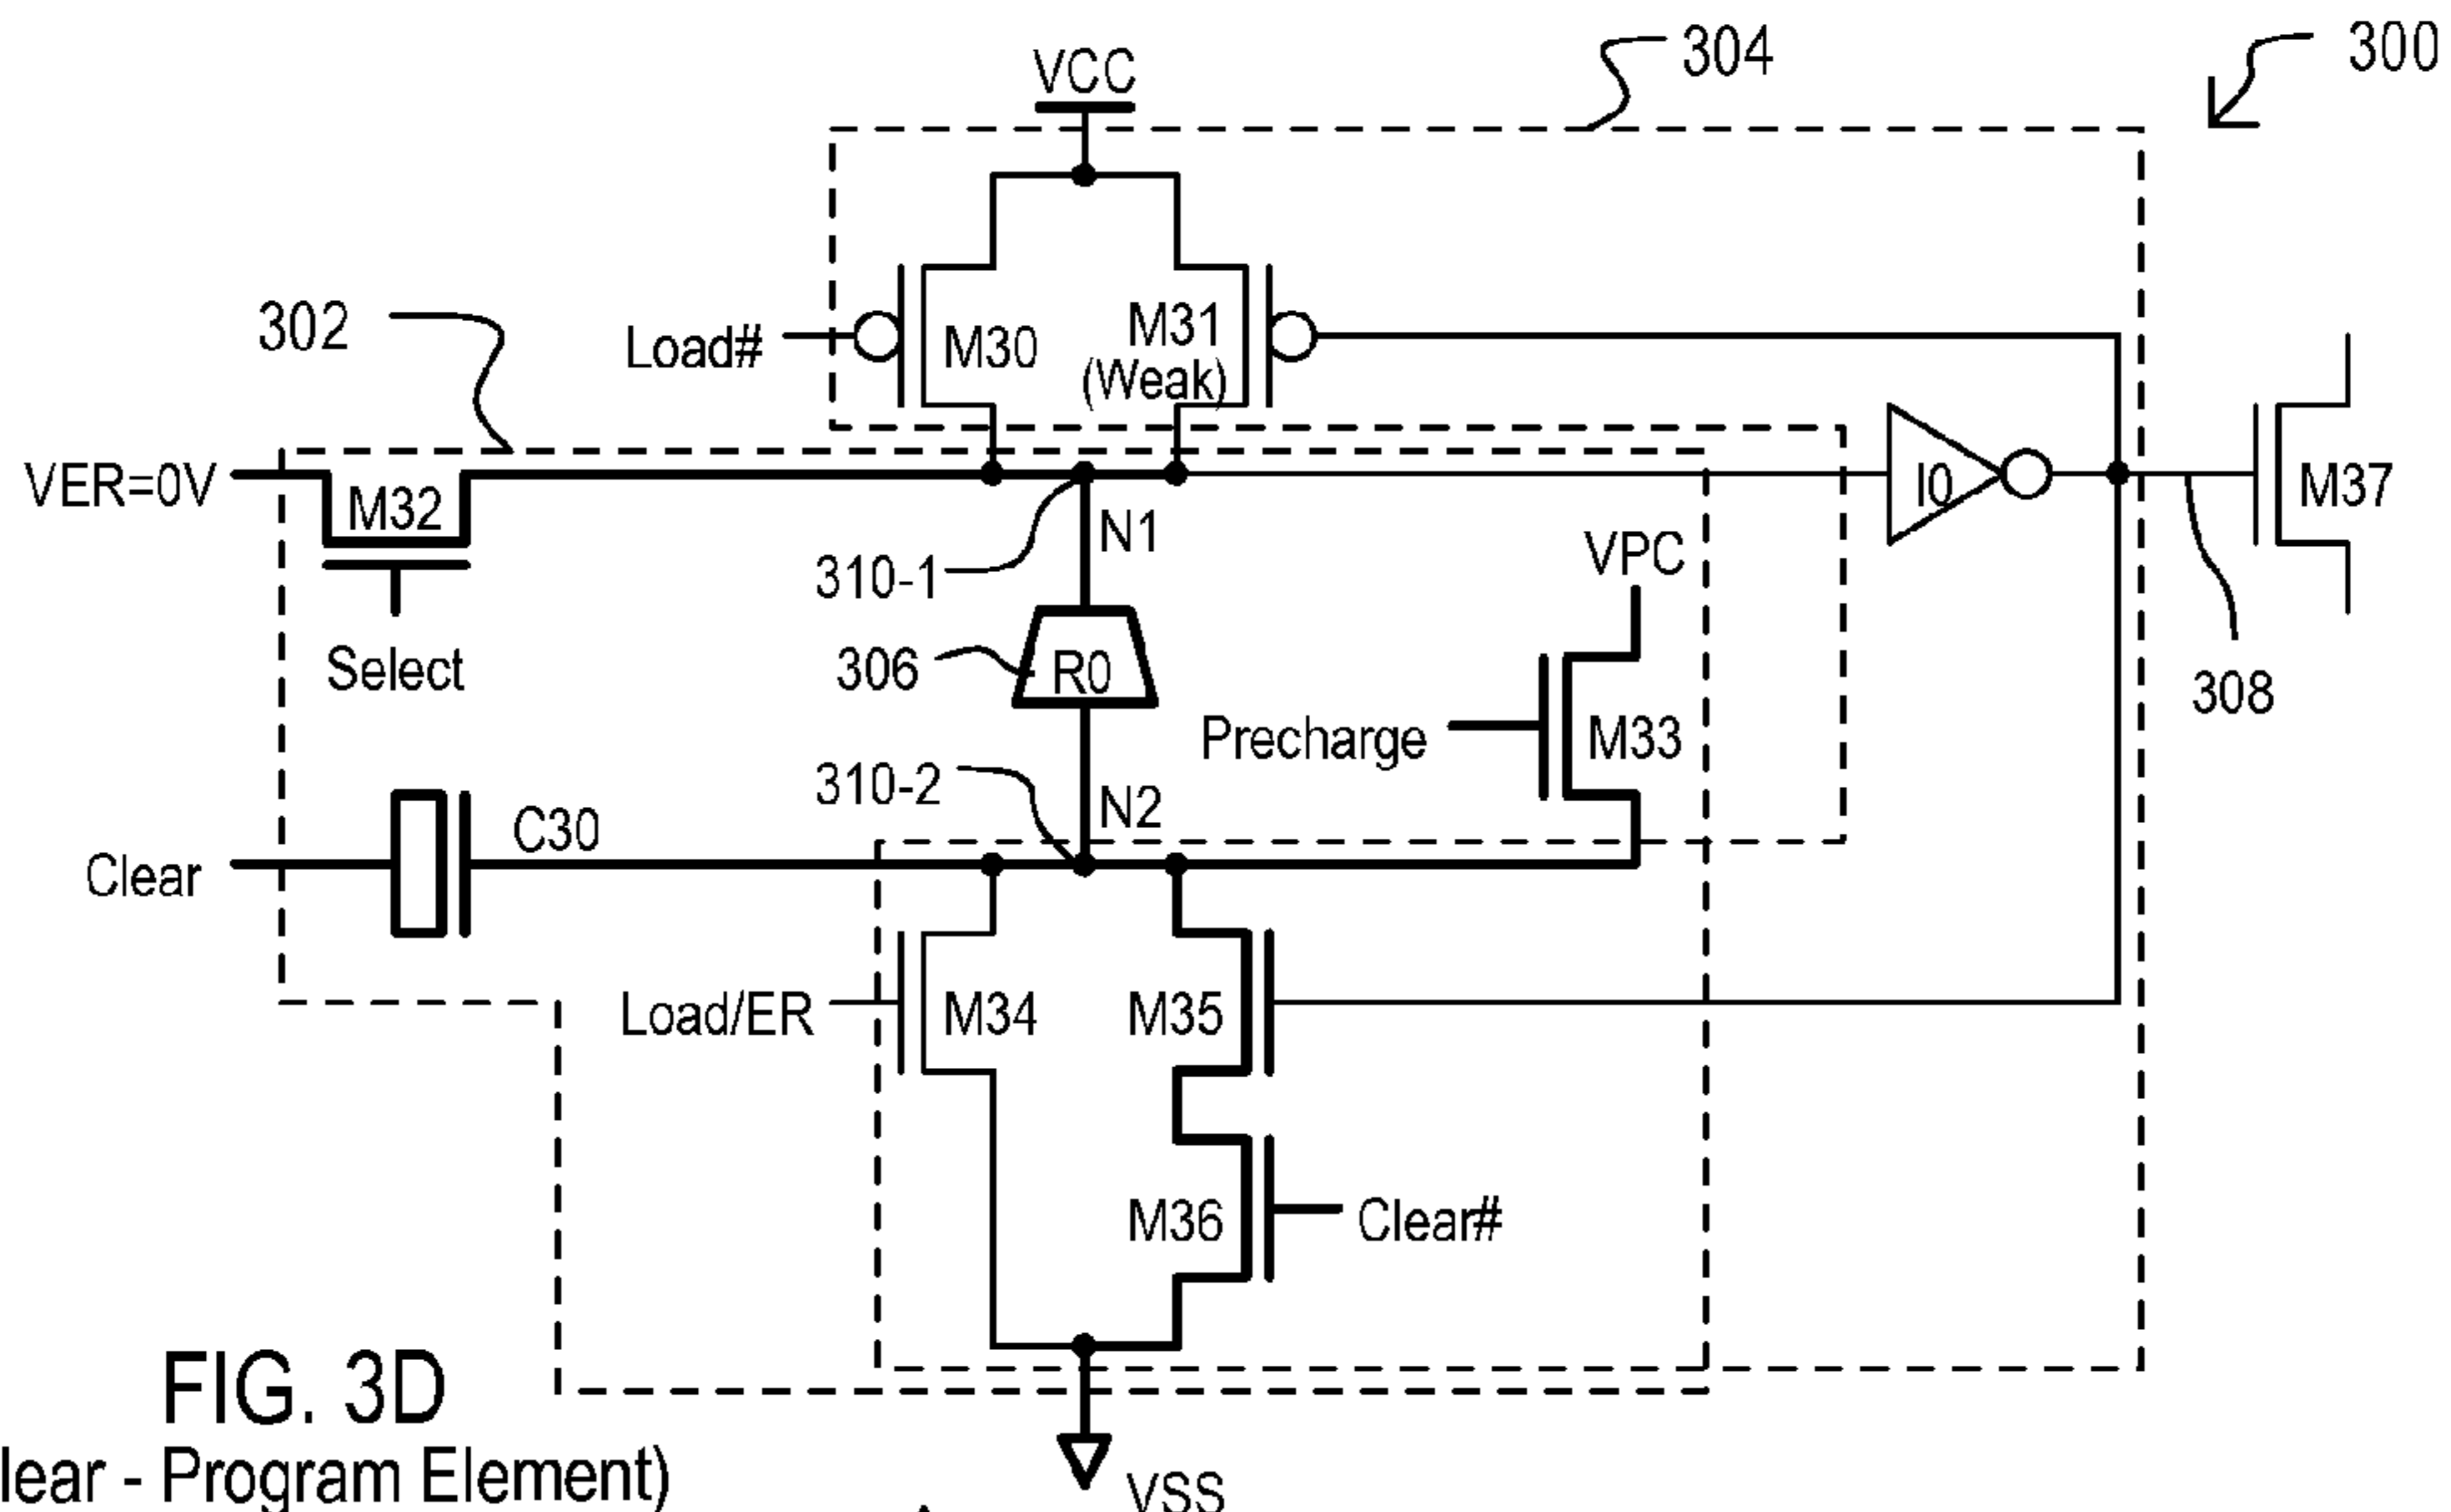 300
304
VCC
302
Load#
M30
M31
(Weak)
VER=0V
M32
Select
310-1
N1
I0
M37
VPC
306
R0
Precharge
M33
308
310-2
N2
Clear
C30
Load/ER
M34
M35
M36
Clear#
FIG. 3D
lear - Program Element)
VSS